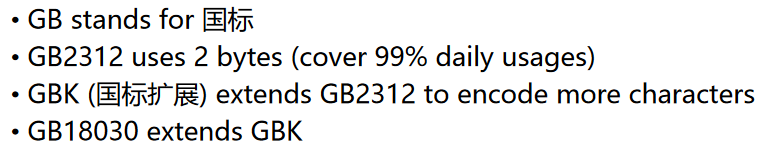 • GB stands for 国标
• GB2312 uses 2 bytes (cover 99% daily usages)
• GBK (国标扩展) extends GB2312 to encode more characters
• GB18030 extends GBK